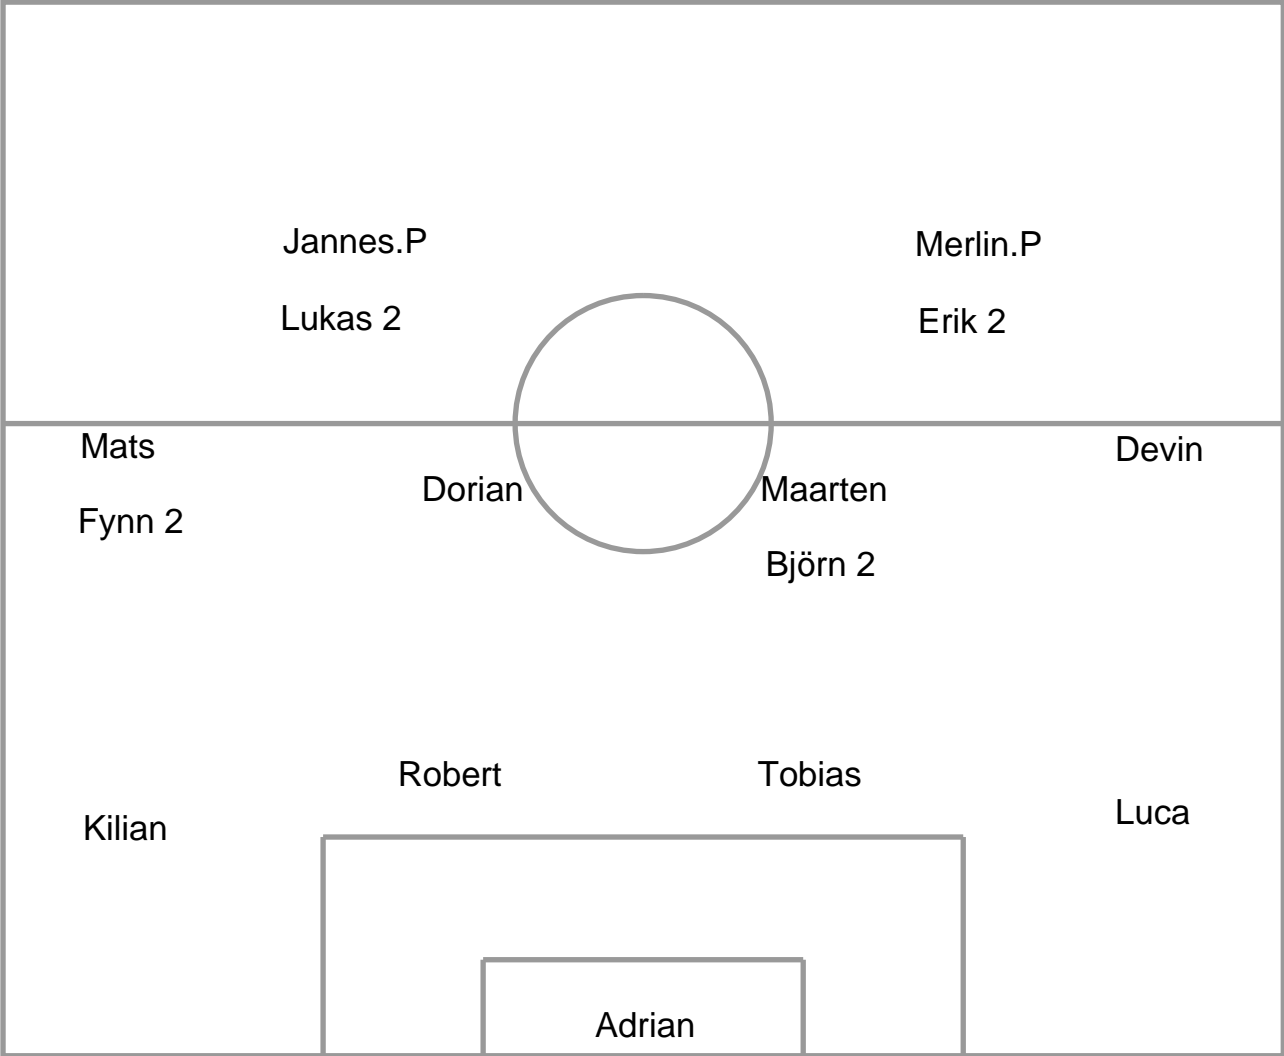 Jannes.P
Merlin.P
Lukas 2
Erik 2
Mats
Devin
Dorian
Maarten
Fynn 2
Björn 2
Robert
Tobias
Luca
Kilian
Adrian